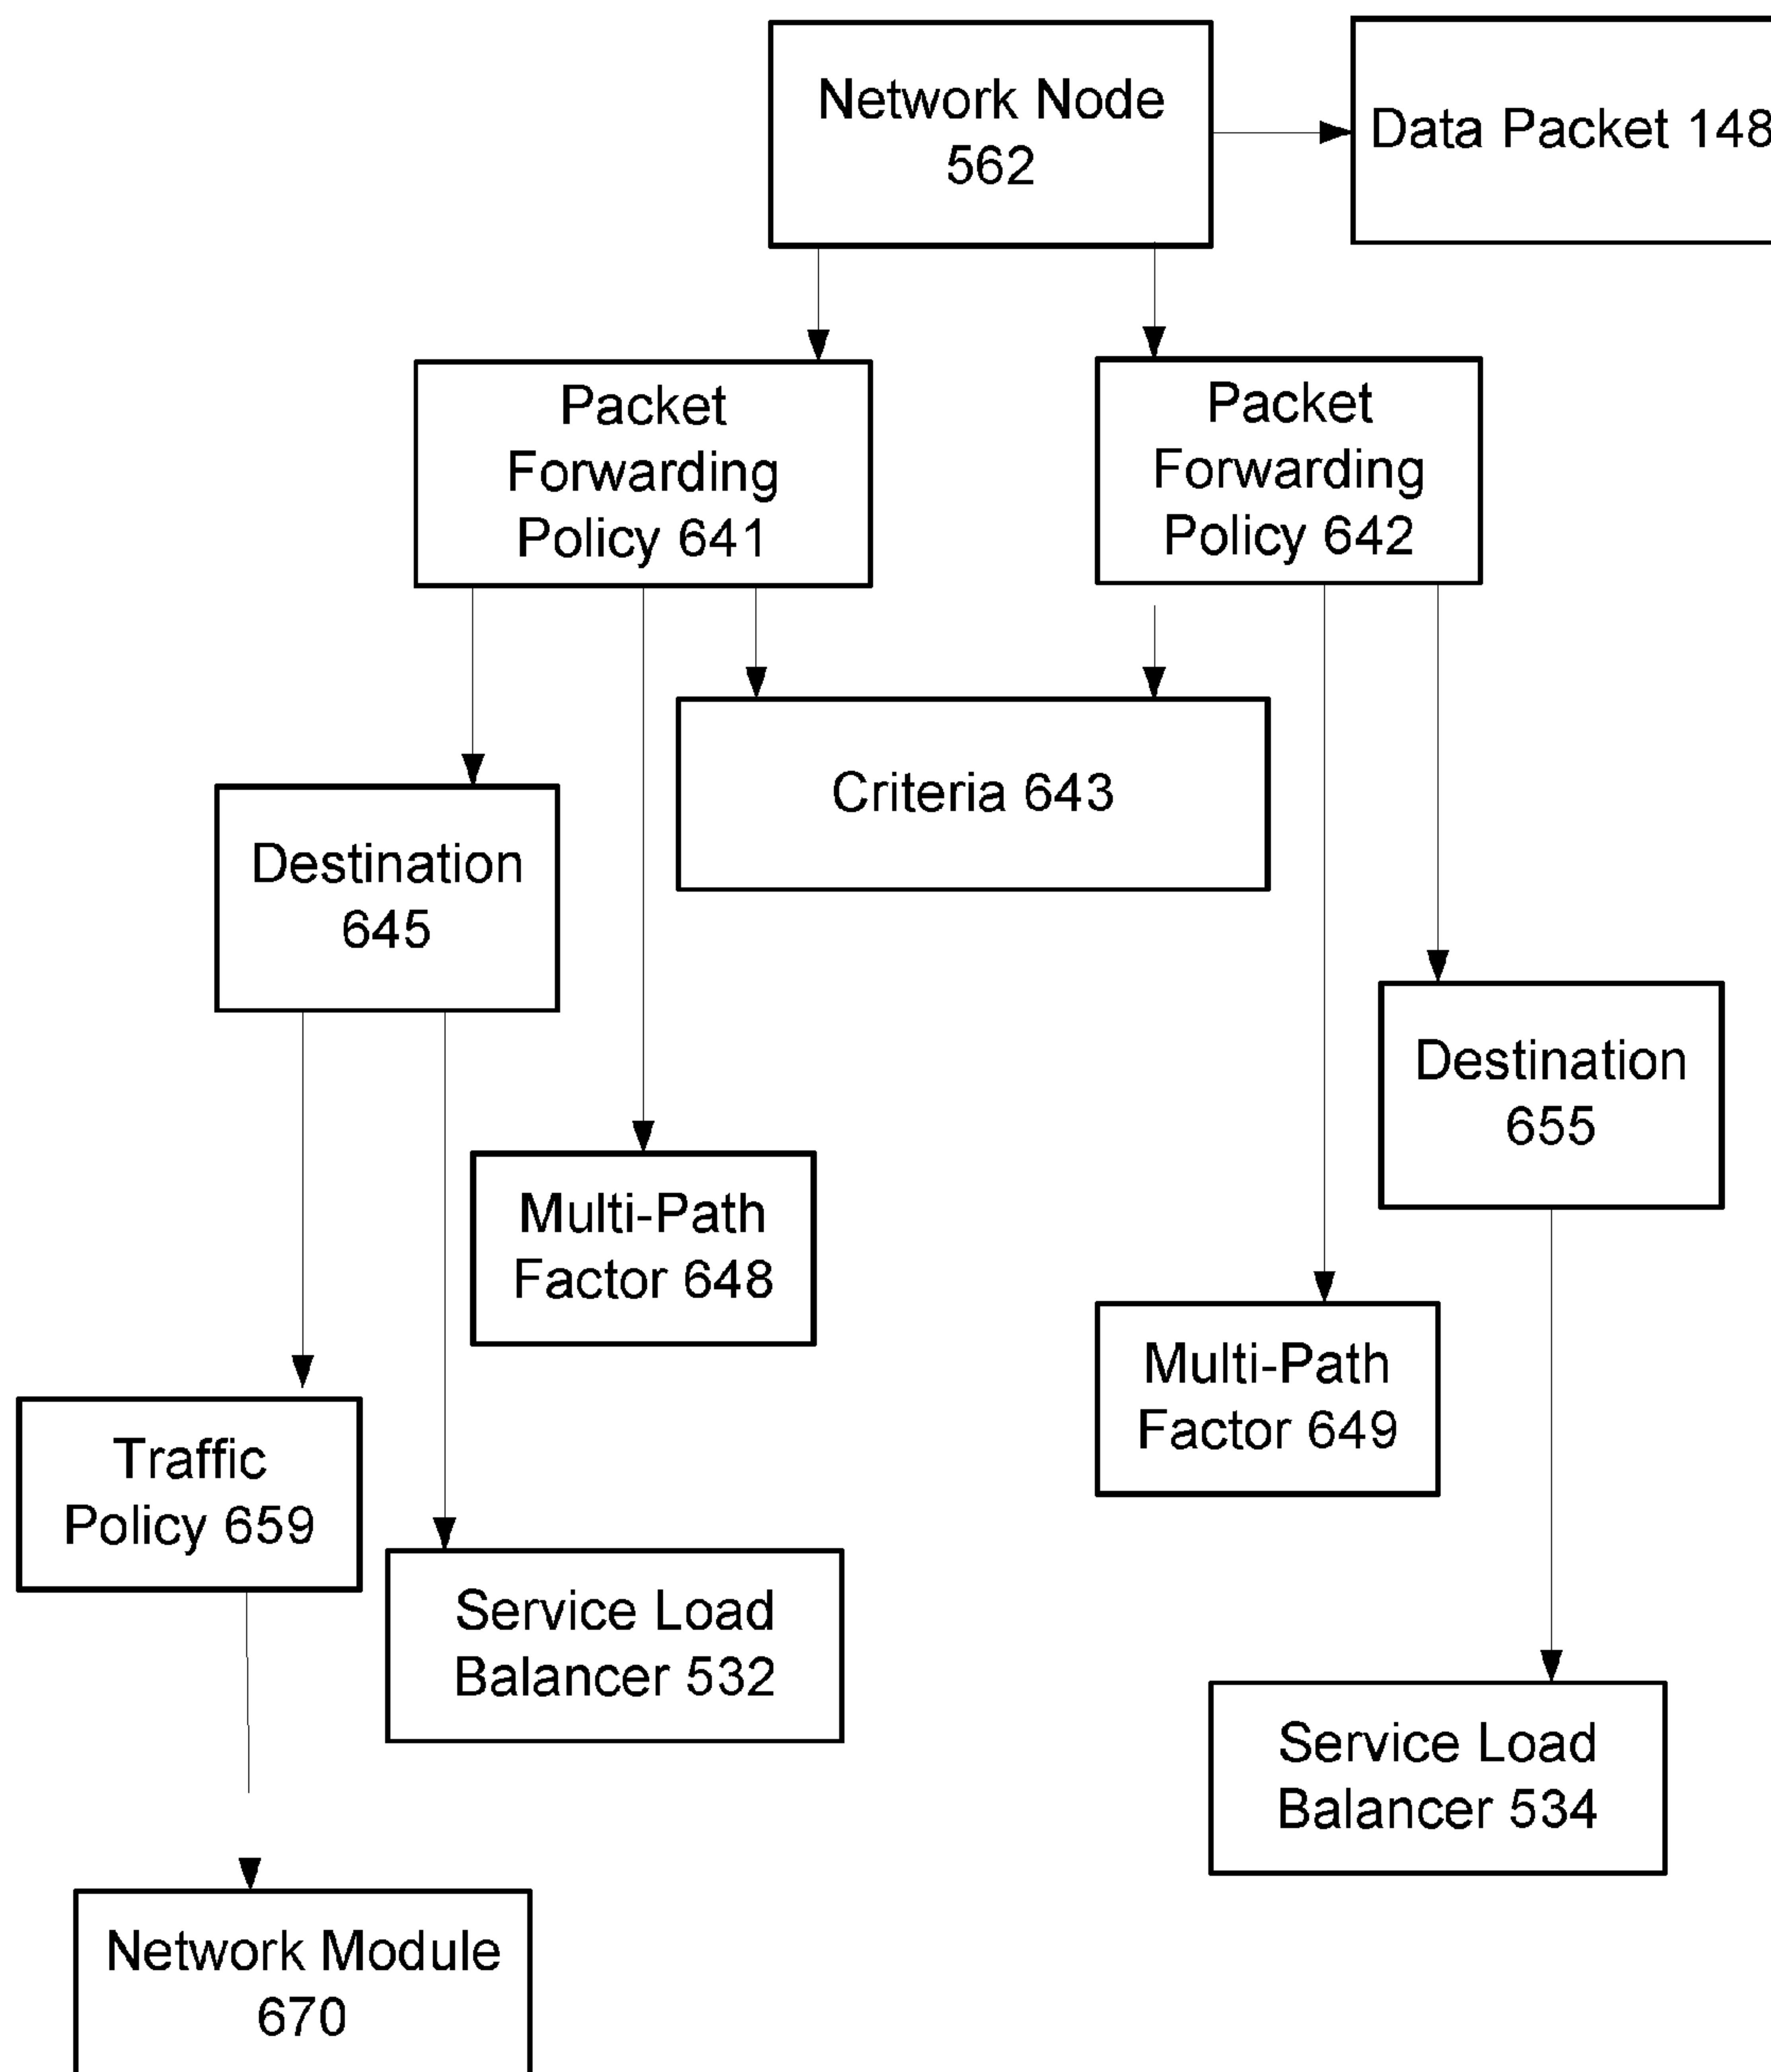 Network Node
562
Data Packet 148
Packet
Forwarding
Policy 641
Packet
Forwarding
Policy 642
Criteria 643
Destination
645
Destination
655
Multi-Path
Factor 648
Multi-Path
Factor 649
Traffic
Policy 659
Service Load
Balancer 532
Service Load
Balancer 534
Network Module
670